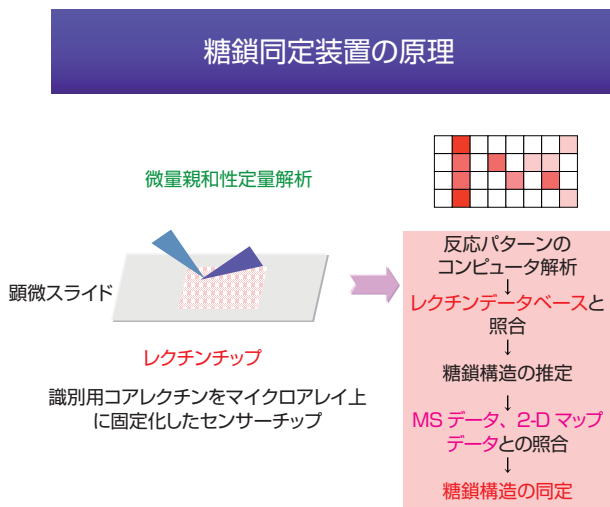 糖鎖同定装置の原理
微量親和性定量解析
顕微スライド
レクチンチップ
識別用コアレクチンをマイクロアレイ上
に固定化したセンサーチップ
反応パターンの
コンピュータ解析
↓
レクチンデータベースと
照合
↓
糖鎖構造の推定
↓
MS データ、2-D マップ
データとの照合
↓
糖鎖構造の同定